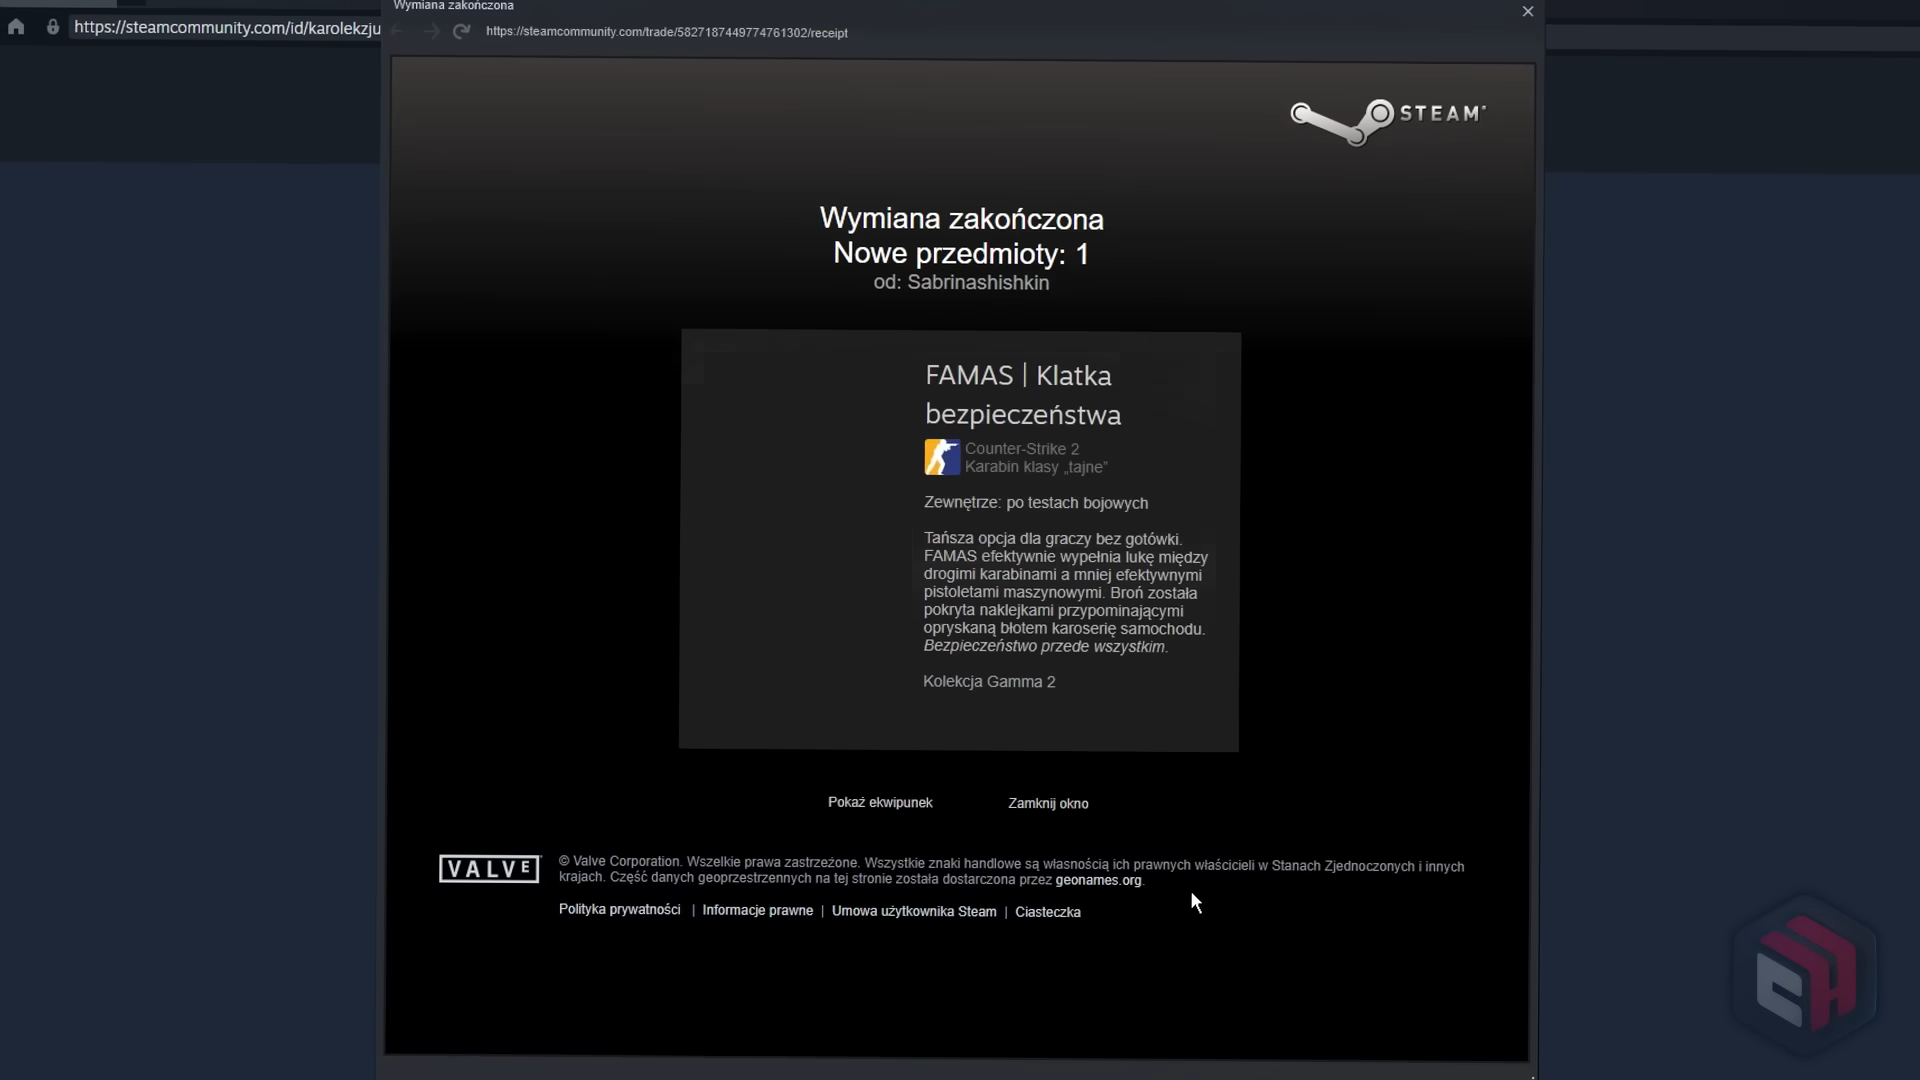 Wymiana zakończona
https://steamcommunity.com/id/karolekzju
https://steamcommunity.com/trade/5827187449774761302/receipt
STEAM
Wymiana zakończona
Nowe przedmioty: 1
od: Sabrinashishkin
FAMAS | Klatka
bezpieczeństwa
Counter-Strike 2
Karabin klasy „tajne”
Zewnętrze: po testach bojowych
Tańsza opcja dla graczy bez gotówki.
FAMAS efektywnie wypełnia lukę między
drogimi karabinami a mniej efektywnymi
pistoletami maszynowymi. Broń została
pokryta naklejkami przypominającymi
opryskaną błotem karoserię samochodu.
Bezpieczeństwo przede wszystkim.
Kolekcja Gamma 2
Pokaż ekwipunek
Zamknij okno
VALVE
© Valve Corporation. Wszelkie prawa zastrzeżone. Wszystkie znaki handlowe są własnością ich prawnych właścicieli w Stanach Zjednoczonych i innych
krajach. Część danych geoprzestrzennych na tej stronie została dostarczona przez geonames.org.
Polityka prywatności | Informacje prawne | Umowa użytkownika Steam | Ciasteczka